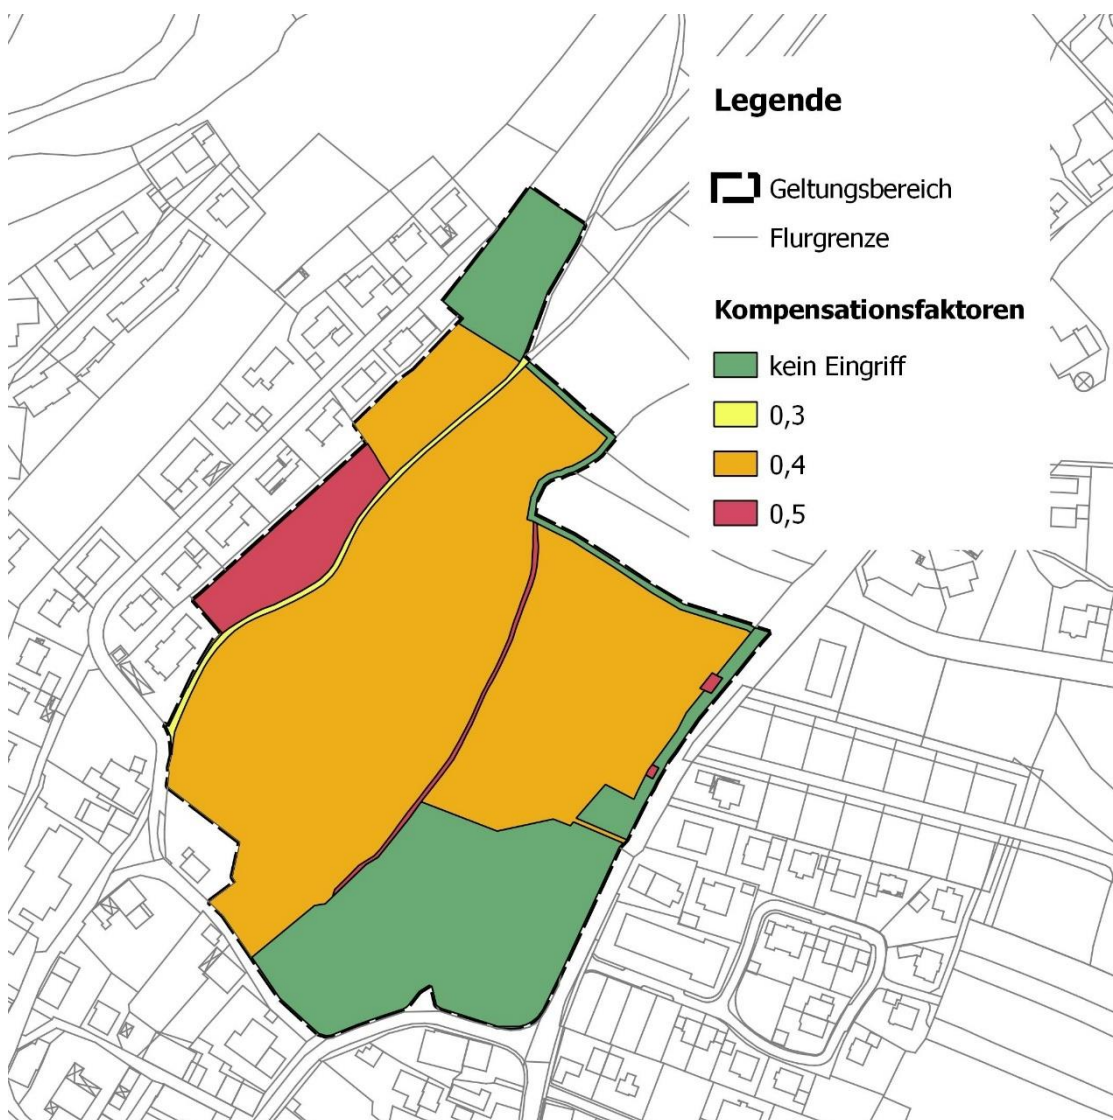 Legende
Geltungsbereich
Flurgrenze
Kompensationsfaktoren
kein Eingriff
0,3
0,4
0,5